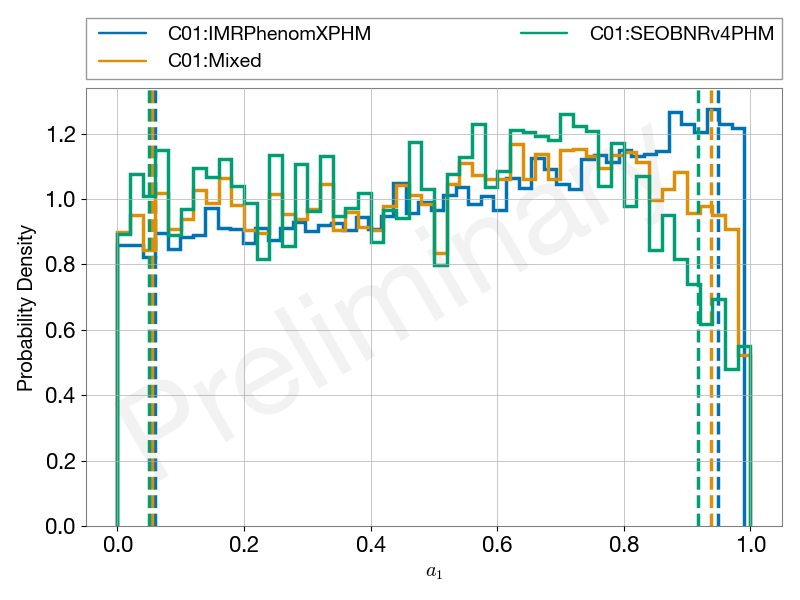 C01:IMRPhenomXPHM
C01:Mixed
C01:SEOBNRv4PHM
Preliminary
Probability Density
1.2
1.0
0.8
0.6
0.4
0.2
0.0
0.0 0.2 0.4 0.6 0.8 1.0
a₁